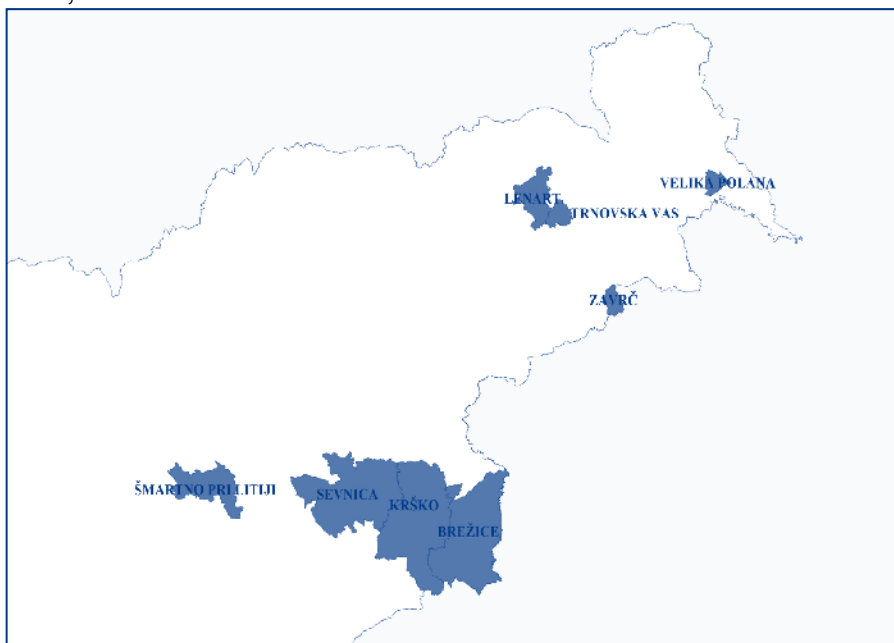 VELIKA POLANA
LENART
TRNOVSKA VAS
ZAVRČ
ŠMARTNO PRI LITIJI
SEVNICA
KRŠKO
BREŽICE